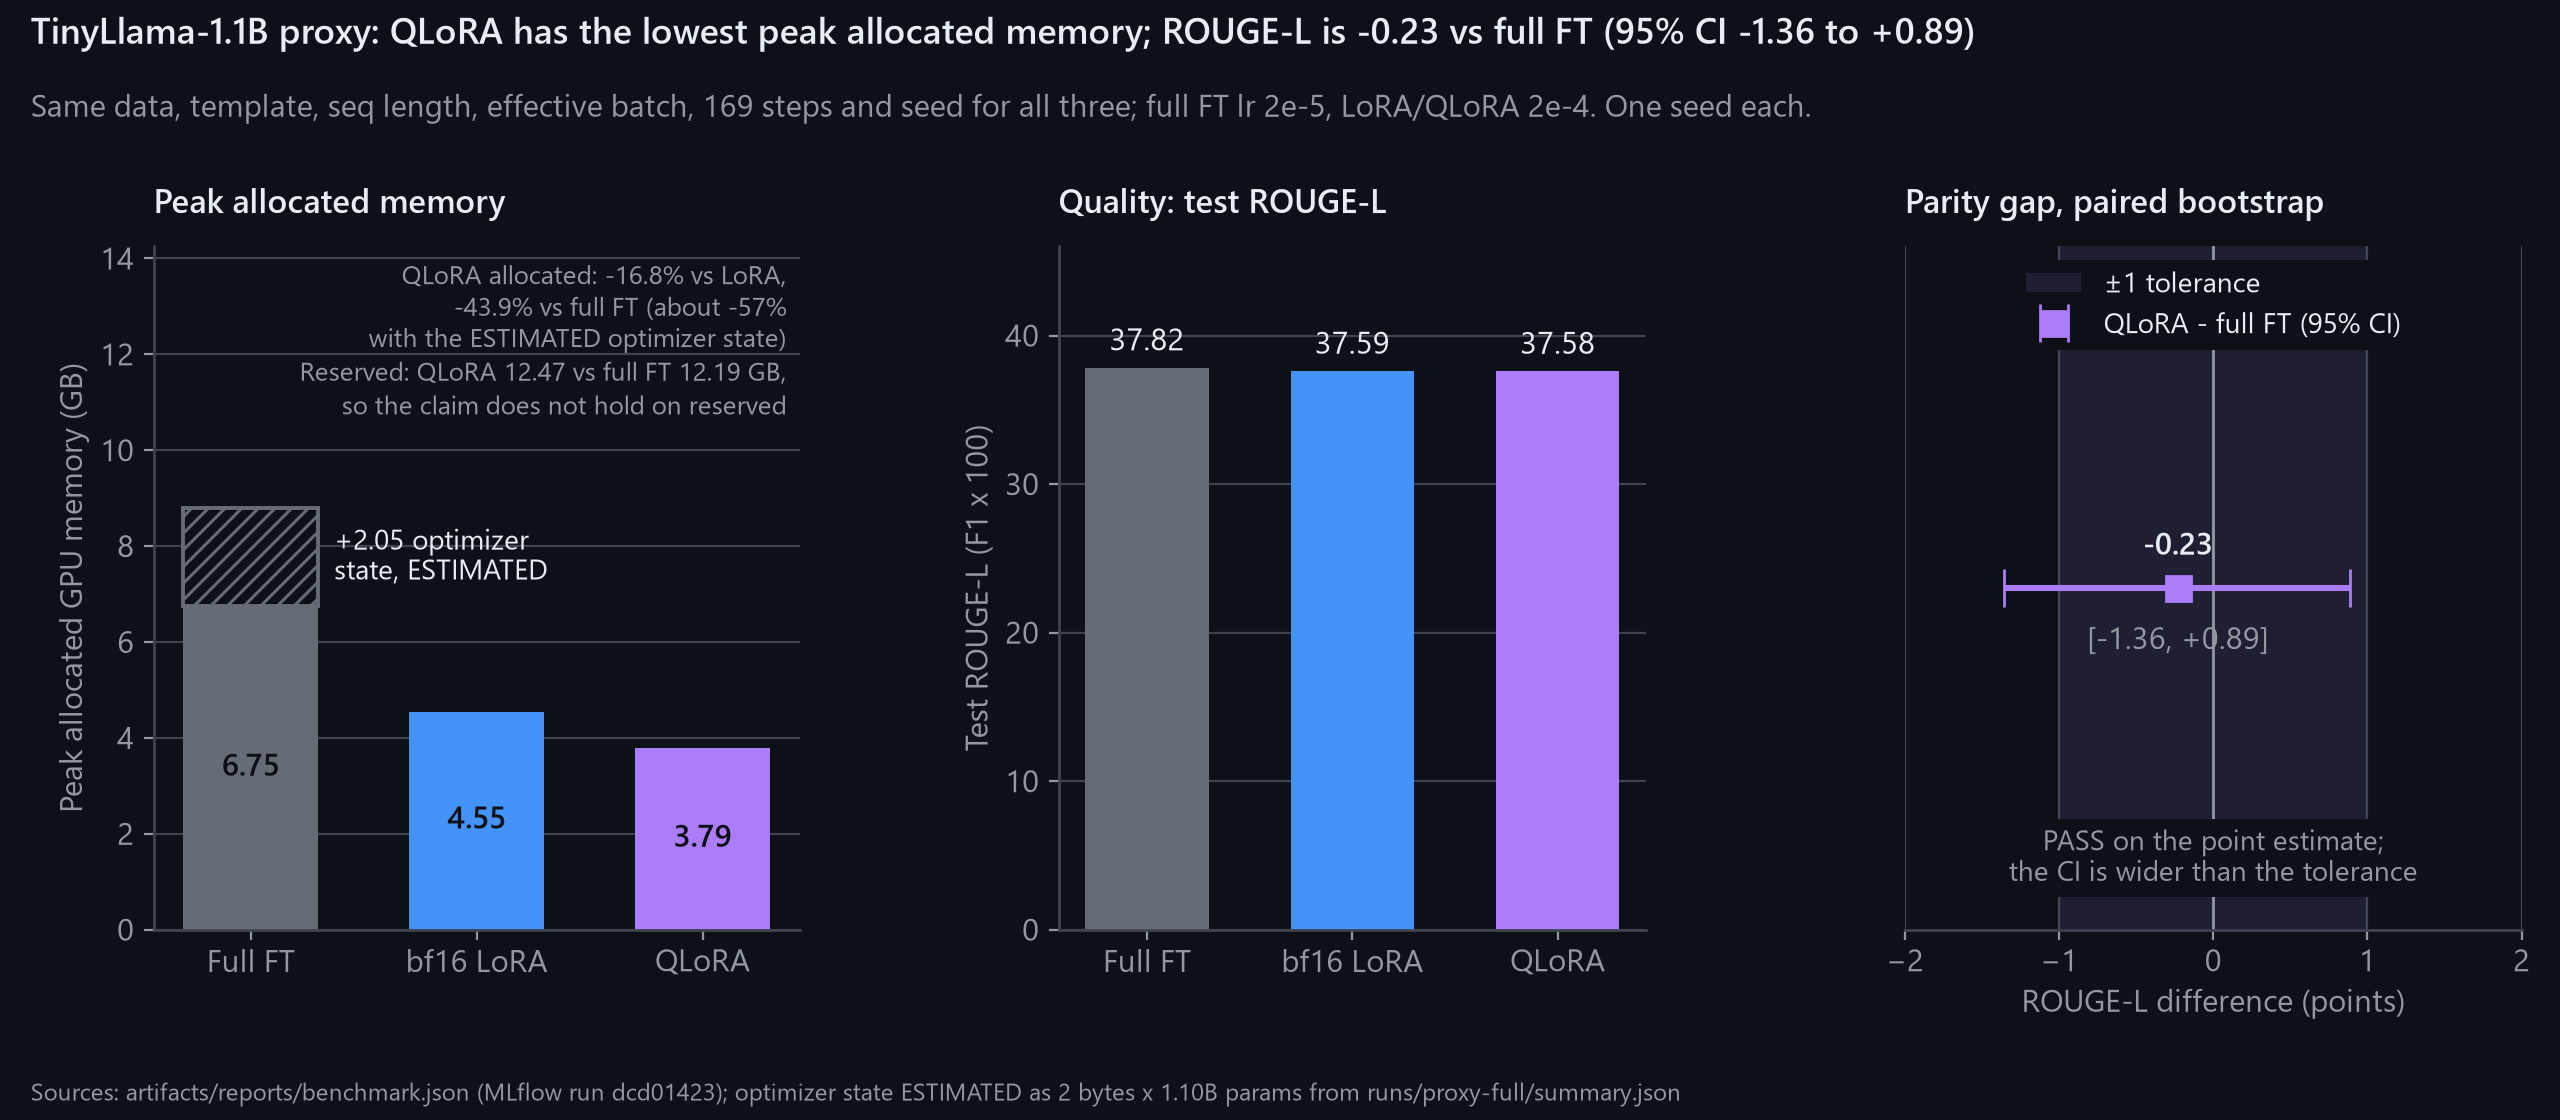 TinyLlama-1.1B proxy: QLoRA has the lowest peak allocated memory; ROUGE-L is -0.23 vs full FT (95% CI -1.36 to +0.89)
Same data, template, seq length, effective batch, 169 steps and seed for all three; full FT lr 2e-5, LoRA/QLoRA 2e-4. One seed each.
Peak allocated memory
Peak allocated GPU memory (GB)
14
12
10
8
6
4
2
0
QLoRA allocated: -16.8% vs LoRA,
-43.9% vs full FT (about -57%
with the ESTIMATED optimizer state)
Reserved: QLoRA 12.47 vs full FT 12.19 GB,
so the claim does not hold on reserved
+2.05 optimizer
state, ESTIMATED
6.75
4.55
3.79
Full FT
bf16 LoRA
QLoRA
Quality: test ROUGE-L
Test ROUGE-L (F1 x 100)
40
30
20
10
0
37.82
37.59
37.58
Full FT
bf16 LoRA
QLoRA
Parity gap, paired bootstrap
±1 tolerance
QLoRA - full FT (95% CI)
-0.23
[-1.36, +0.89]
PASS on the point estimate;
the CI is wider than the tolerance
−2
−1
0
1
2
ROUGE-L difference (points)
Sources: artifacts/reports/benchmark.json (MLflow run dcd01423); optimizer state ESTIMATED as 2 bytes x 1.10B params from runs/proxy-full/summary.json